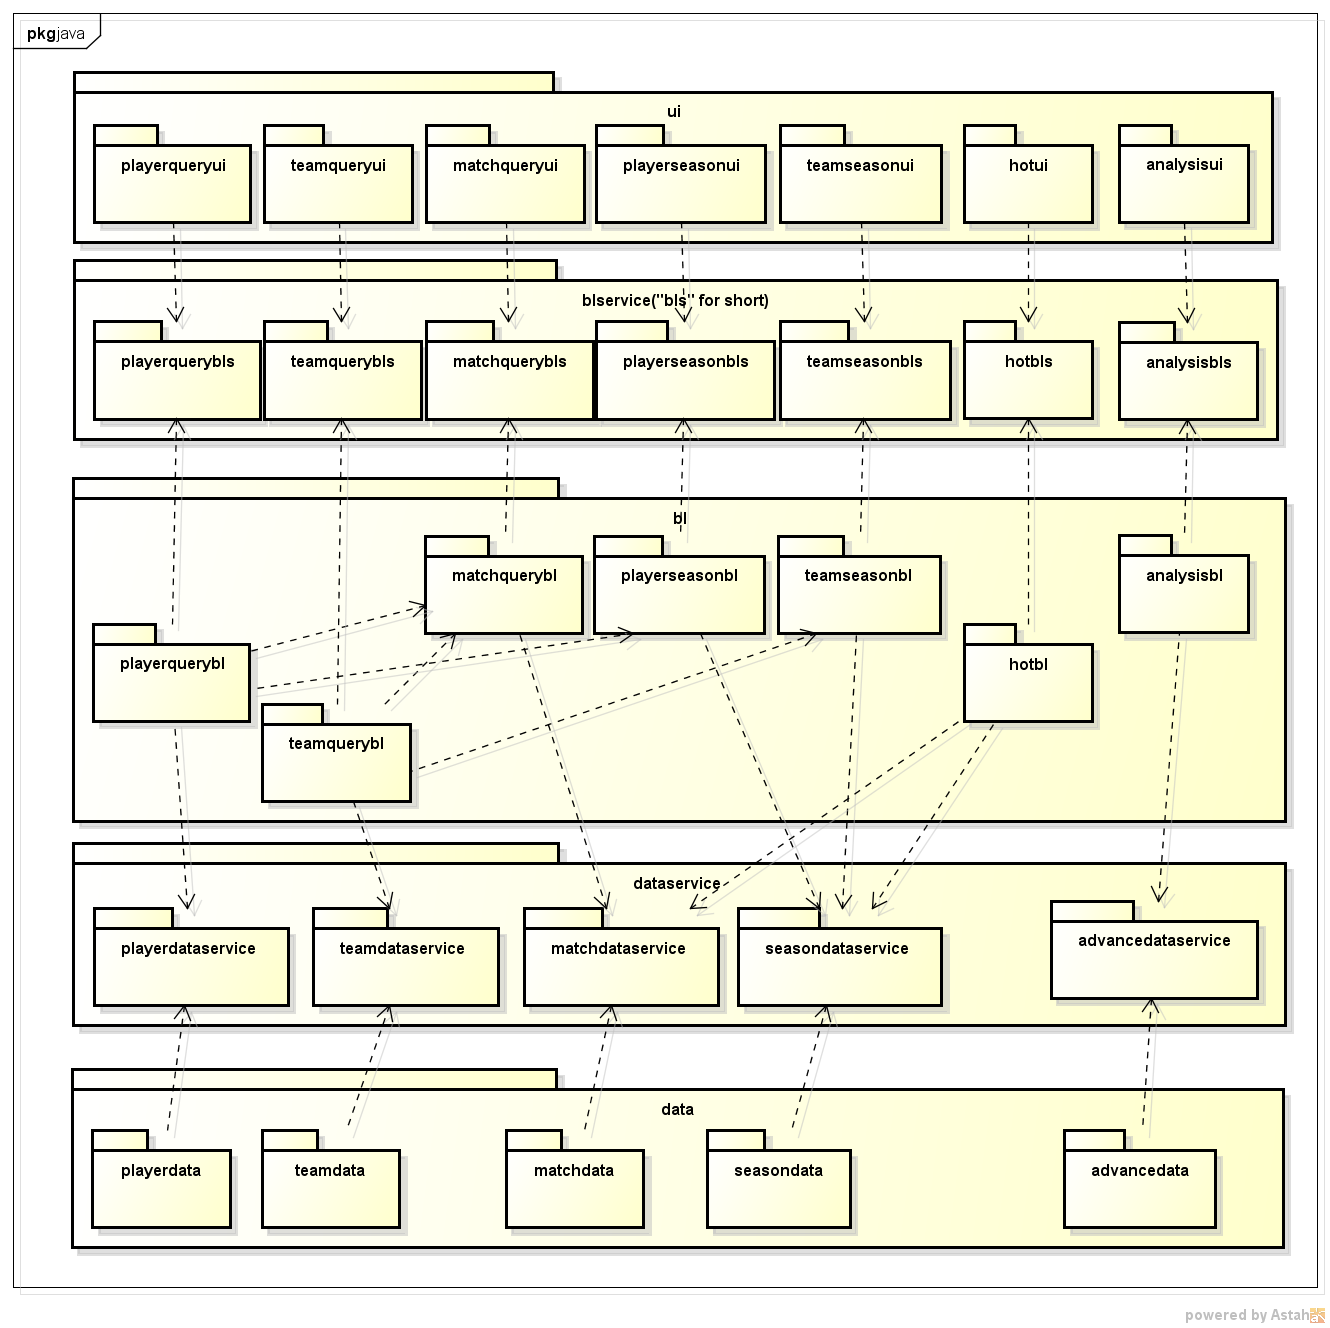 pkg java
ui
playerqueryui teamqueryui matchqueryui playerseasonui teamseasonui hotui analysisui
blservice("bls" for short)
playerquerybls teamquerybls matchquerybls playerseasonbls teamseasonbls hotbls analysisbls
bl
matchquerybl playerseasonbl teamseasonbl analysisbl
playerquerybl hotbl
teamquerybl
dataservice
playerdataservice teamdataservice matchdataservice seasondataservice advancedataservice
data
playerdata teamdata matchdata seasondata advancedata
powered by Astah